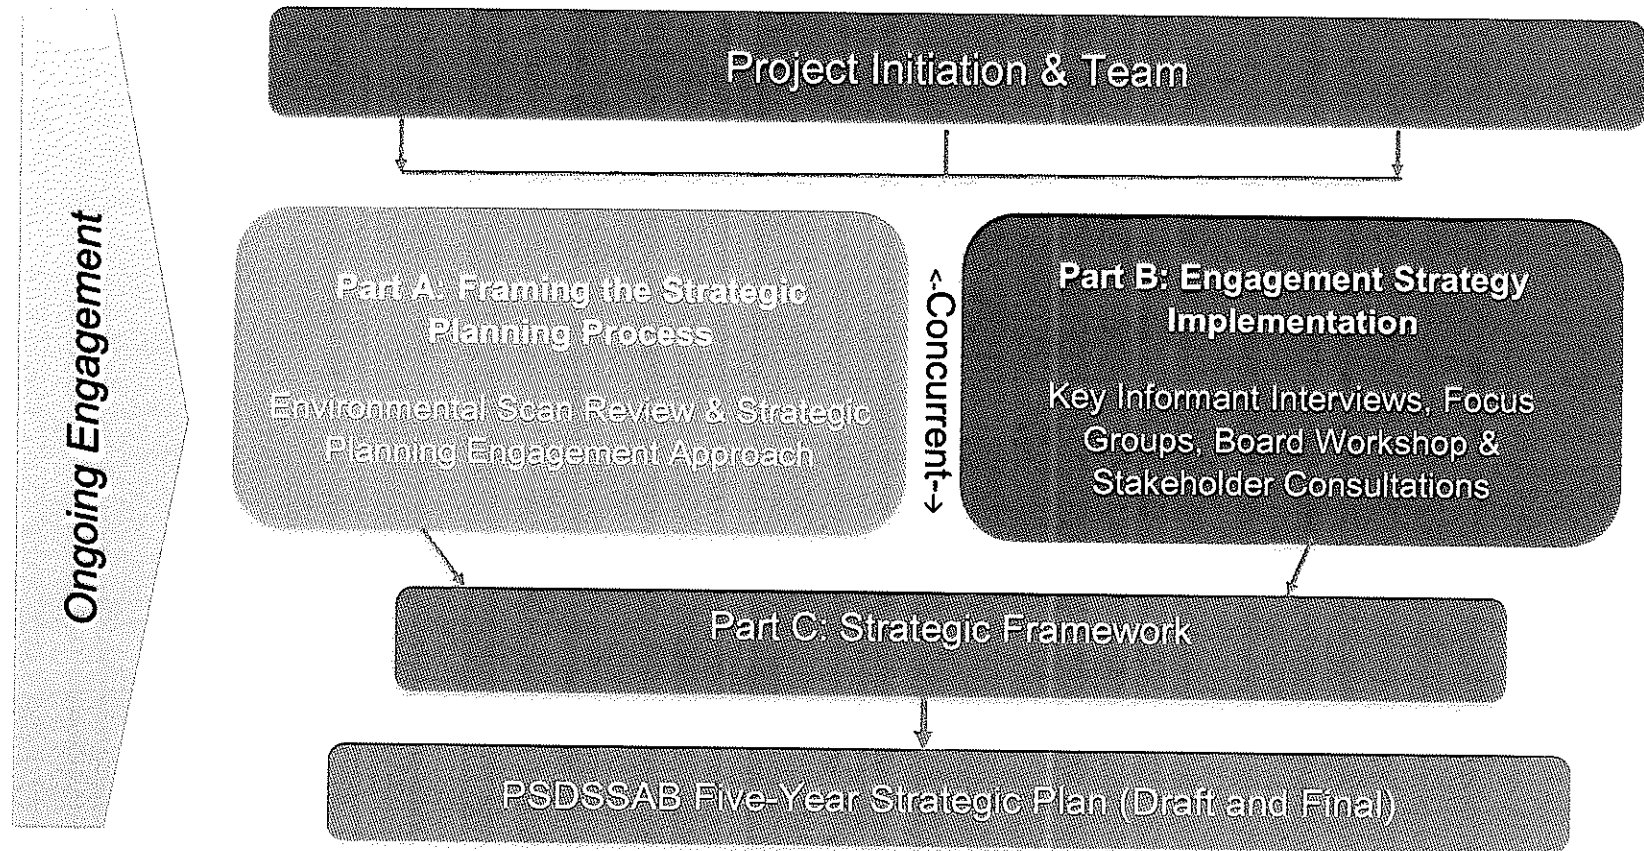 Project Initiation & Team
Ongoing Engagement
Part A: Framing the Strategic
Planning Process
Environmental Scan Review & Strategic
Planning Engagement Approach
<-Concurrent-->
Part B: Engagement Strategy
Implementation
Key Informant Interviews, Focus
Groups, Board Workshop &
Stakeholder Consultations
Part C: Strategic Framework
PSDSSAB Five-Year Strategic Plan (Draft and Final)